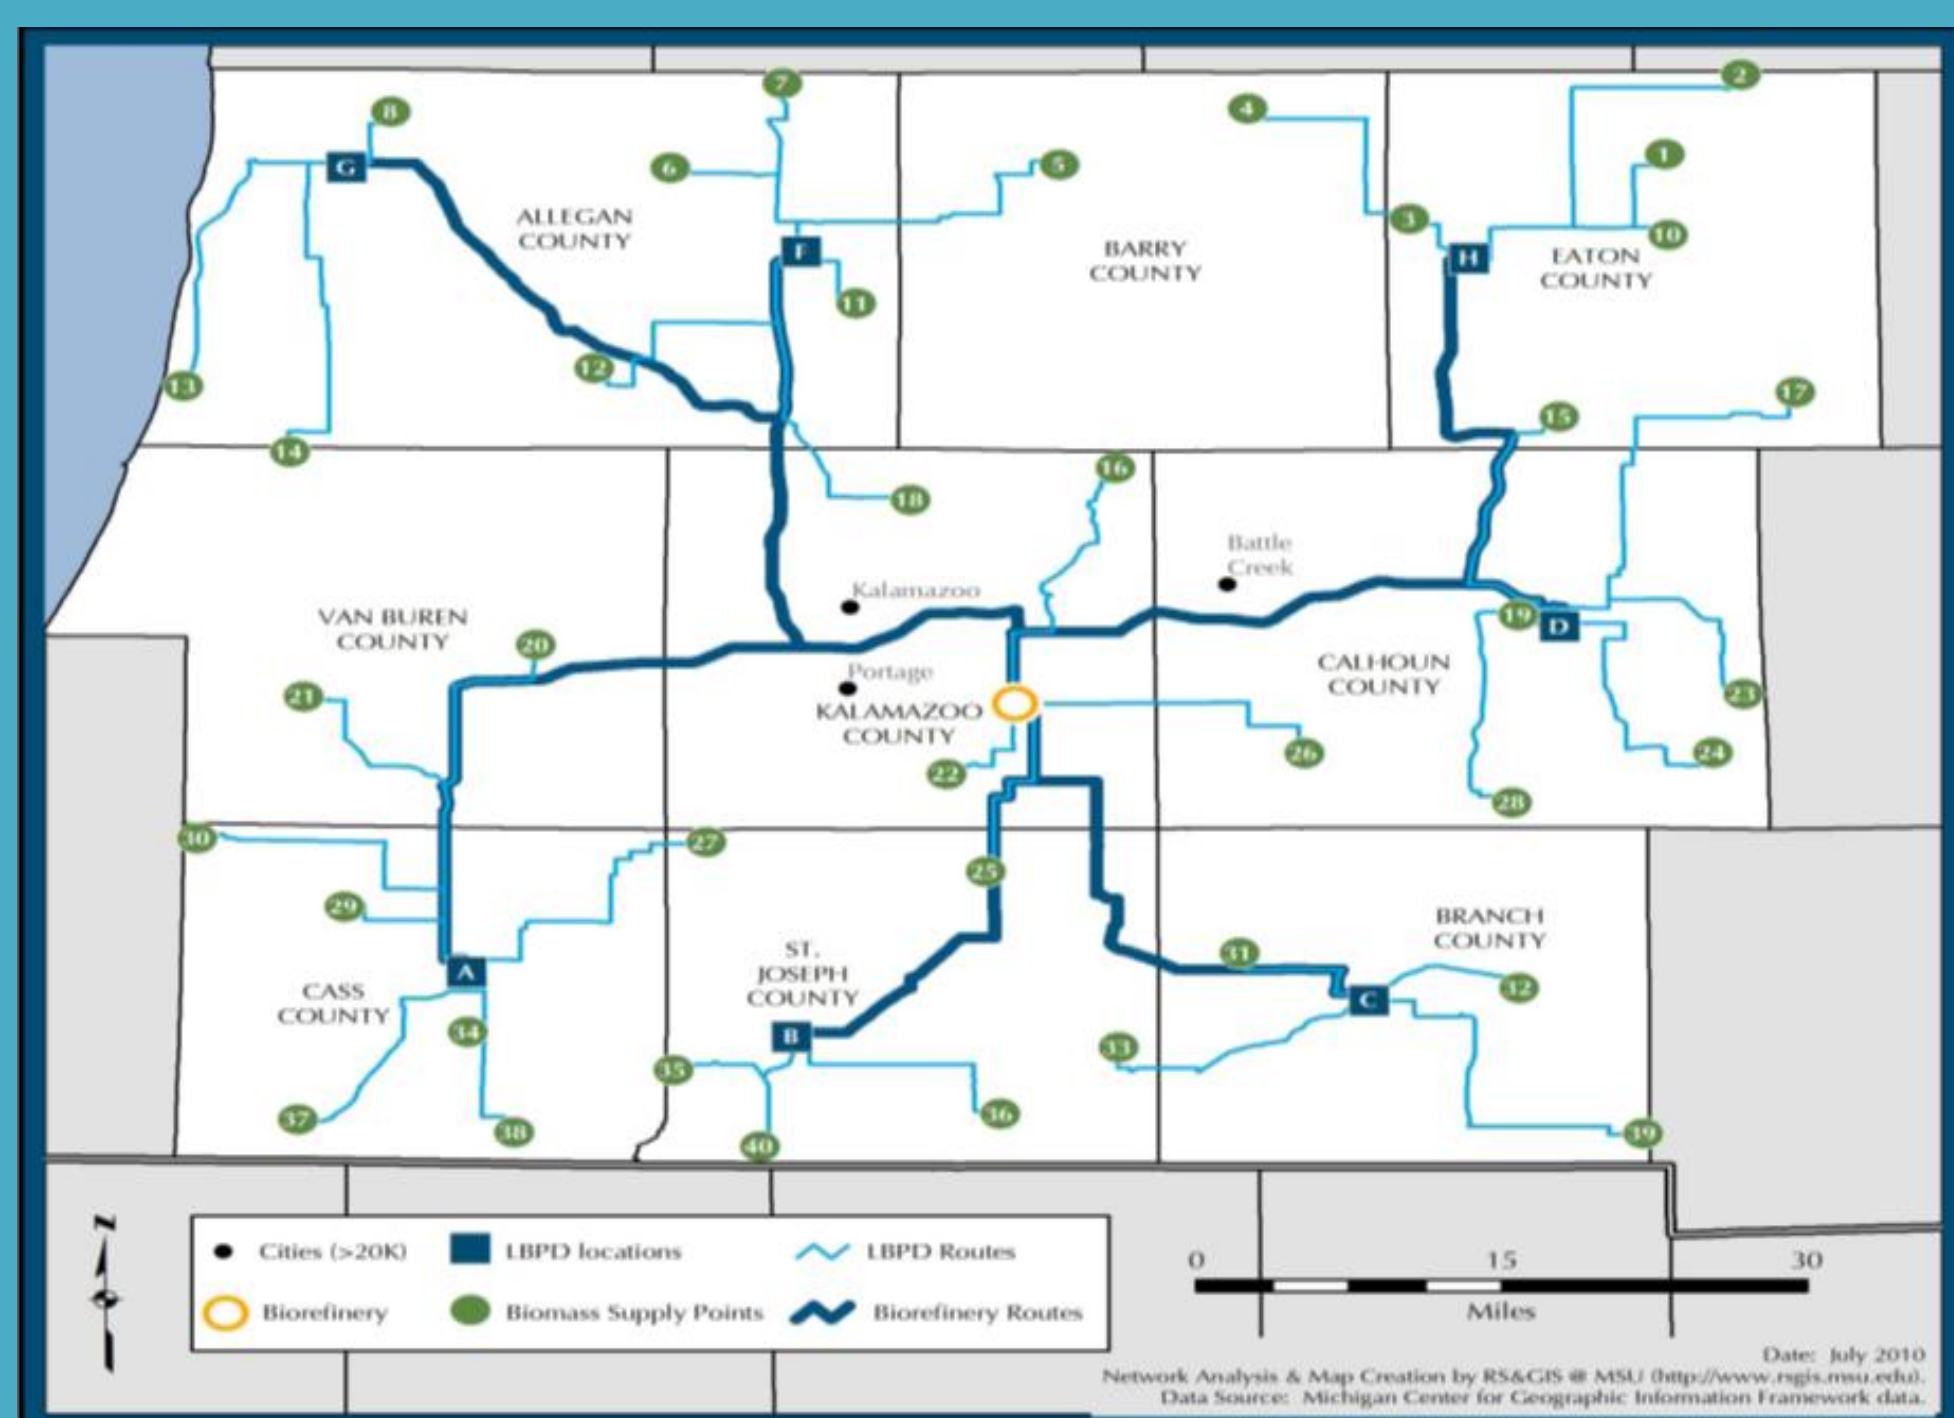 2
7
4
8
1
5
6
3
10
G
ALLEGAN
COUNTY
BARRY
COUNTY
EATON
COUNTY
F
H
11
12
13
17
15
14
16
18
Battle
Creek
Kalamazoo
VAN BUREN
COUNTY
19
D
20
CALHOUN
COUNTY
Portage
21
23
KALAMAZOO
COUNTY
26
24
22
28
30
27
25
29
BRANCH
COUNTY
ST.
JOSEPH
COUNTY
31
A
32
CASS
COUNTY
C
34
B
33
35
37
36
38
39
40
N
Cities (>20K)
LBPD locations
LBPD Routes
Biorefinery
Biomass Supply Points
Biorefinery Routes
0 15 30
Miles
Date: July 2010
Network Analysis & Map Creation by RS&GIS @ MSU (http://www.rsgis.msu.edu).
Data Source: Michigan Center for Geographic Information Framework data.